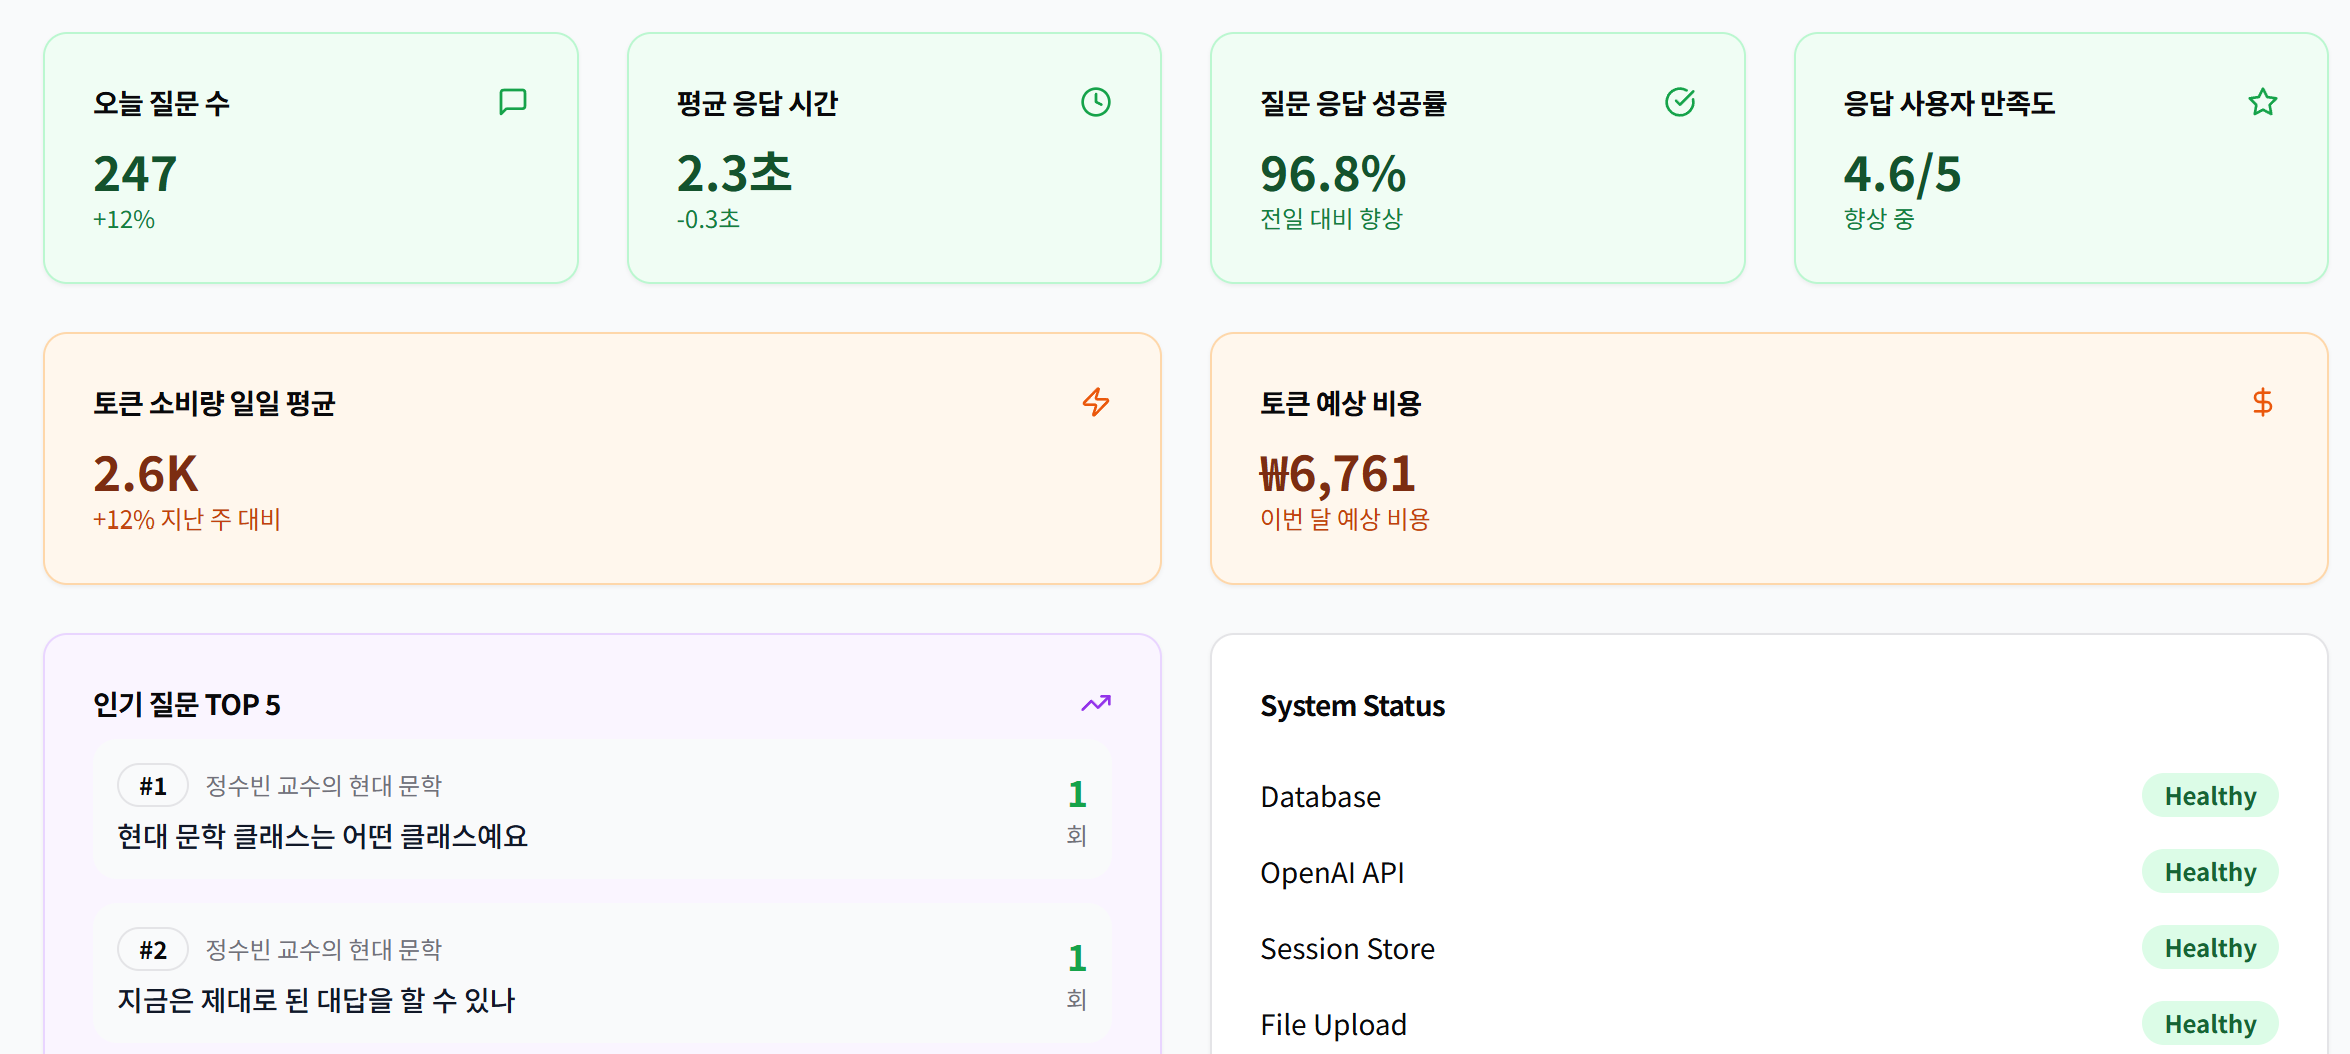 오늘 질문 수
247
+12%
평균 응답 시간
2.3초
-0.3초
질문 응답 성공률
96.8%
전일 대비 향상
응답 사용자 만족도
4.6/5
향상 중
토큰 소비량 일일 평균
2.6K
+12% 지난 주 대비
토큰 예상 비용
₩6,761
이번 달 예상 비용
인기 질문 TOP 5
#1 정수빈 교수의 현대 문학
현대 문학 클래스는 어떤 클래스예요
1
회
#2 정수빈 교수의 현대 문학
지금은 제대로 된 대답을 할 수 있나
1
회
System Status
Database Healthy
OpenAI API Healthy
Session Store Healthy
File Upload Healthy